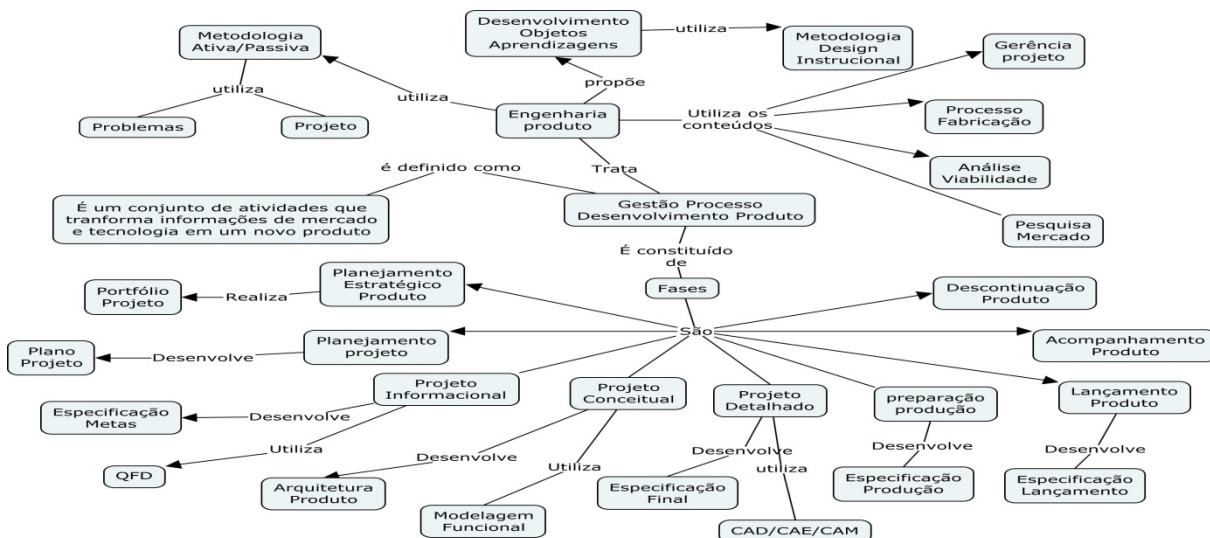 Metodologia
Ativa/Passiva
utiliza
Problemas
Projeto
utiliza
Desenvolvimento
Objetos
Aprendizagens
utiliza
Metodologia
Design
Instrucional
propõe
Engenharia
produto
Utiliza os
conteúdos
Gerência
projeto
Processo
Fabricação
Análise
Viabilidade
Pesquisa
Mercado
Trata
é definido como
É um conjunto de atividades que
tranforma informações de mercado
e tecnologia em um novo produto
Gestão Processo
Desenvolvimento Produto
É constituído
de
Fases
São
Planejamento
Estratégico
Produto
Realiza
Portfólio
Projeto
Planejamento
projeto
Desenvolve
Plano
Projeto
Projeto
Informacional
Desenvolve
Especificação
Metas
Utiliza
QFD
Projeto
Conceitual
Desenvolve
Arquitetura
Produto
Utiliza
Modelagem
Funcional
Projeto
Detalhado
Desenvolve
Especificação
Final
utiliza
CAD/CAE/CAM
preparação
produção
Desenvolve
Especificação
Produção
Lançamento
Produto
Desenvolve
Especificação
Lançamento
Acompanhamento
Produto
Descontinuação
Produto